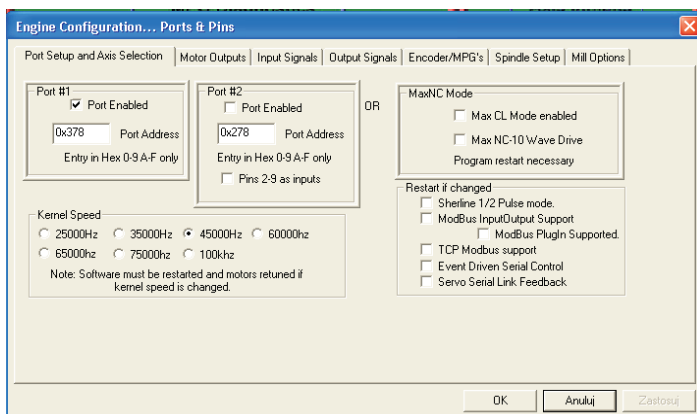 Engine Configuration... Ports & Pins
Port Setup and Axis Selection
Motor Outputs
Input Signals
Output Signals
Encoder/MPG's
Spindle Setup
Mill Options
Port #1
Port Enabled
0x378
Port Address
Entry in Hex 0-9 A-F only
Port #2
Port Enabled
0x278
Port Address
Entry in Hex 0-9 A-F only
Pins 2-9 as inputs
OR
MaxNC Mode
Max CL Mode enabled
Max NC-10 Wave Drive
Program restart necessary
Restart if changed
Sherline 1/2 Pulse mode.
ModBus InputOutput Support
ModBus PlugIn Supported.
TCP Modbus support
Event Driven Serial Control
Servo Serial Link Feedback
Kernel Speed
25000Hz
35000Hz
45000Hz
60000hz
65000hz
75000hz
100khz
Note: Software must be restarted and motors retuned if
kernel speed is changed.
OK
Anuluj
Zastosuj